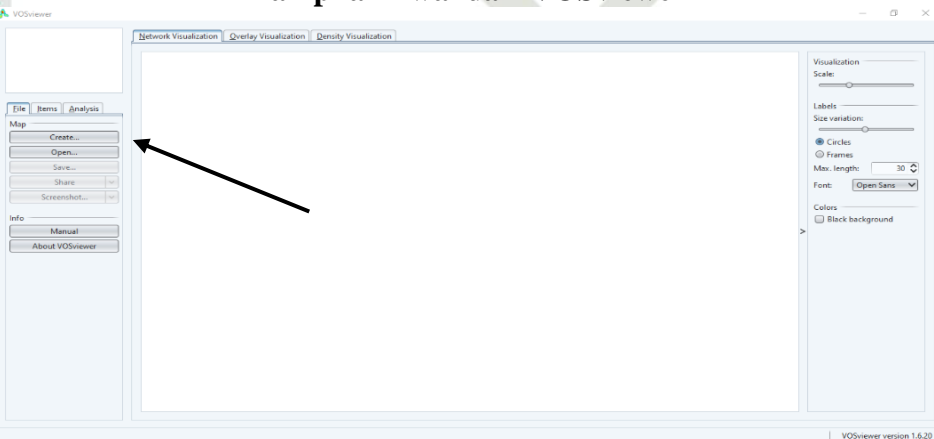 VOSviewer
Network Visualization Overlay Visualization Density Visualization
File Items Analysis
Map
Create...
Open...
Save...
Share
Screenshot...
Info
Manual
About VOSviewer
Visualization
Scale:
Labels
Size variation:
Circles
Frames
Max. length: 30
Font: Open Sans
Colors
Black background
>
VOSviewer version 1.6.20